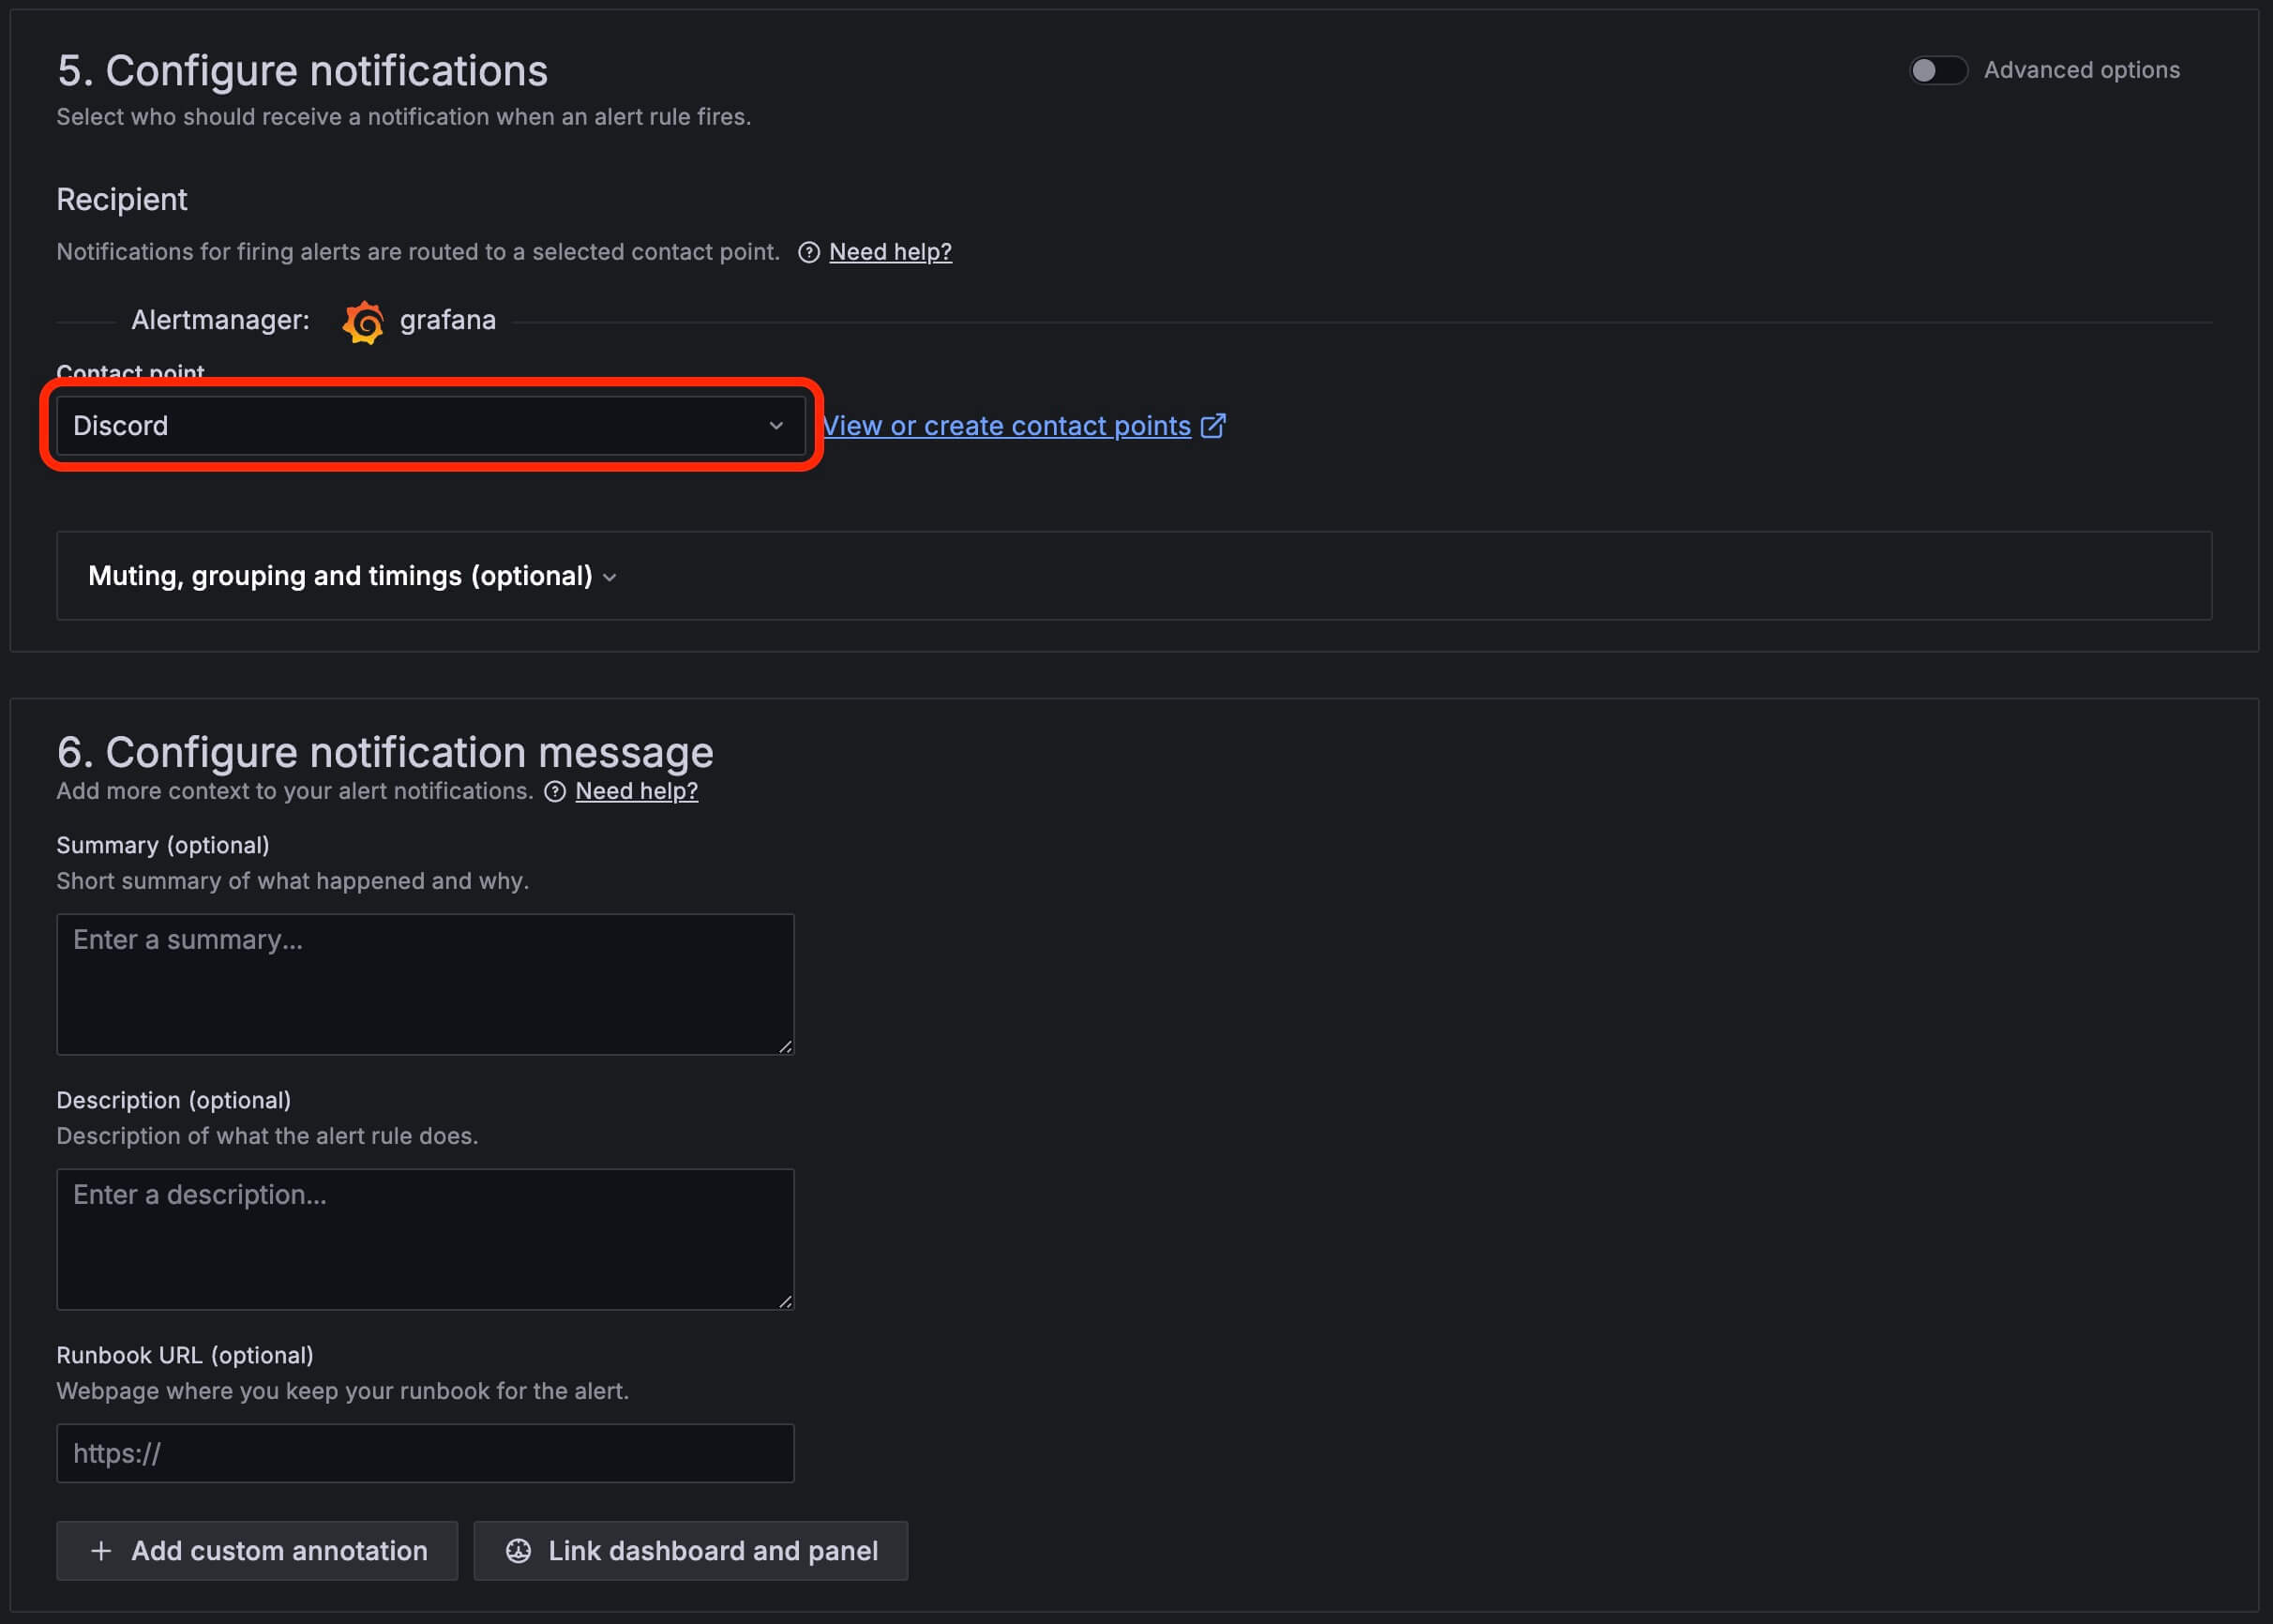 5. Configure notifications
Advanced options
Select who should receive a notification when an alert rule fires.
Recipient
Notifications for firing alerts are routed to a selected contact point. Need help?
Alertmanager: grafana
Contact point
Discord
View or create contact points
Muting, grouping and timings (optional)
6. Configure notification message
Add more context to your alert notifications. Need help?
Summary (optional)
Short summary of what happened and why.
Enter a summary...
Description (optional)
Description of what the alert rule does.
Enter a description...
Runbook URL (optional)
Webpage where you keep your runbook for the alert.
https://
+ Add custom annotation
Link dashboard and panel